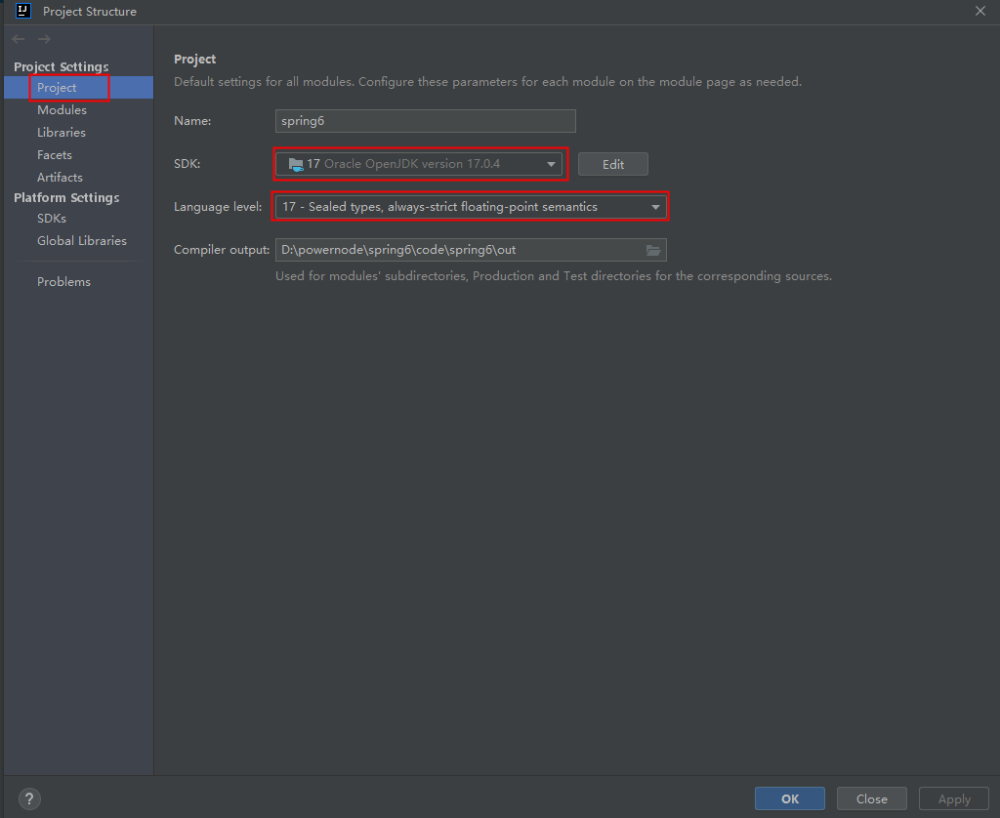 IJ
Project Structure
Project Settings
Project
Modules
Libraries
Facets
Artifacts
Platform Settings
SDKs
Global Libraries
Problems
Project
Default settings for all modules. Configure these parameters for each module on the module page as needed.
Name: spring6
SDK: 17 Oracle OpenJDK version 17.0.4 Edit
Language level: 17 - Sealed types, always-strict floating-point semantics
Compiler output: D:\powernode\spring6\code\spring6\out
Used for modules' subdirectories, Production and Test directories for the corresponding sources.
? OK Close Apply